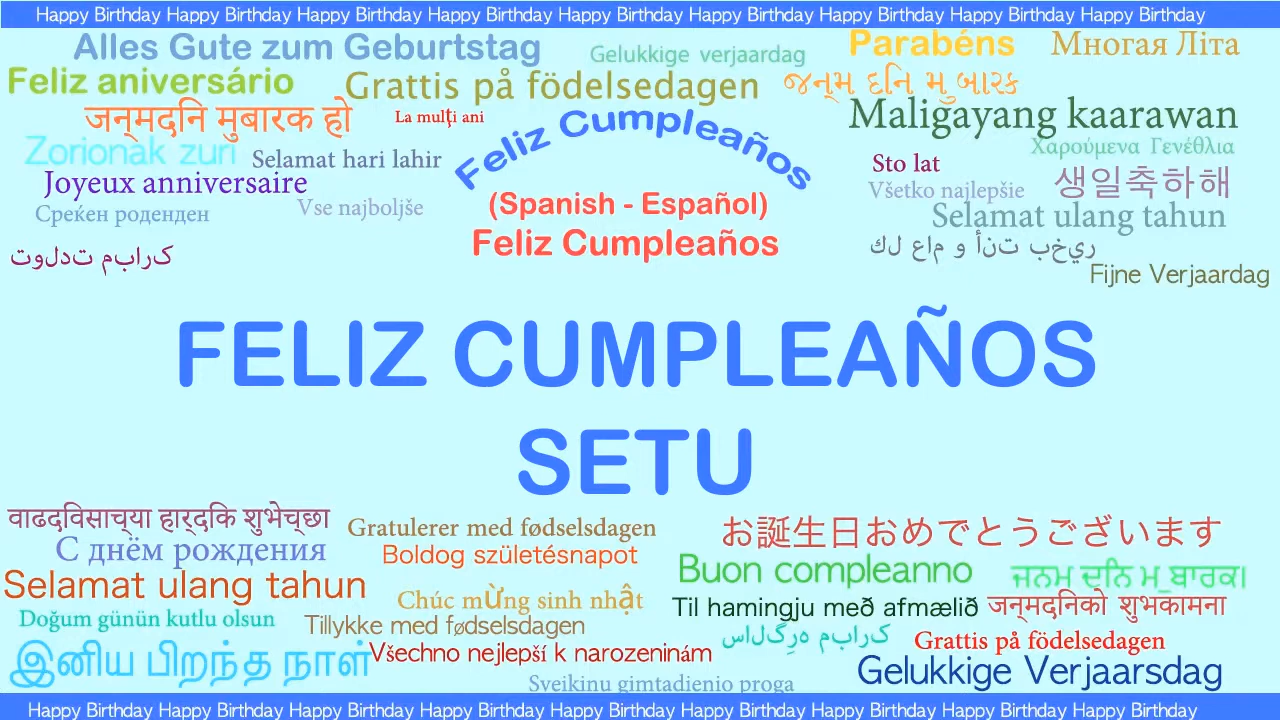 Happy Birthday Happy Birthday Happy Birthday Happy Birthday Happy Birthday Happy Birthday Happy Birthday Happy Birthday Happy Birthday
Alles Gute zum Geburtstag
Gelukkige verjaardag
Parabéns
Многая Літа
Feliz aniversário
Grattis på födelsedagen
જન્મ દનિ મુબારક
जन्मदनि मुबारक हो
La mulţi ani
Feliz Cumpleaños
Maligayang kaarawan
Zorionak zuri
Selamat hari lahir
Sto lat
Χαρούμενα Γενέθλια
Joyeux anniversaire
(Spanish - Español)
Všetko najlepšie
생일축하해
Среќен роденден
Vse najboljše
Feliz Cumpleaños
Selamat ulang tahun
تولدت مبارک
كل عام و أنت بخير
Fijne Verjaardag
FELIZ CUMPLEAÑOS
SETU
वाढदविसाच्या हार्दकि शुभेच्छा
Gratulerer med fødselsdagen
お誕生日おめでとうございます
С днём рождения
Boldog születésnapot
Buon compleanno
ਜਨਮ ਦਨਿ ਮੁਬਾਰਕ।
Selamat ulang tahun
Chúc mừng sinh nhật
Til hamingju með afmælið
जन्मदनिको शुभकामना
Doğum günün kutlu olsun
Tillykke med fødselsdagen
سالگرہ مبارک
Grattis på födelsedagen
இனிய பிறந்த நாள்
Všechno nejlepší k narozeninám
Gelukkige Verjaarsdag
Sveikinu gimtadienio proga
Happy Birthday Happy Birthday Happy Birthday Happy Birthday Happy Birthday Happy Birthday Happy Birthday Happy Birthday Happy Birthday